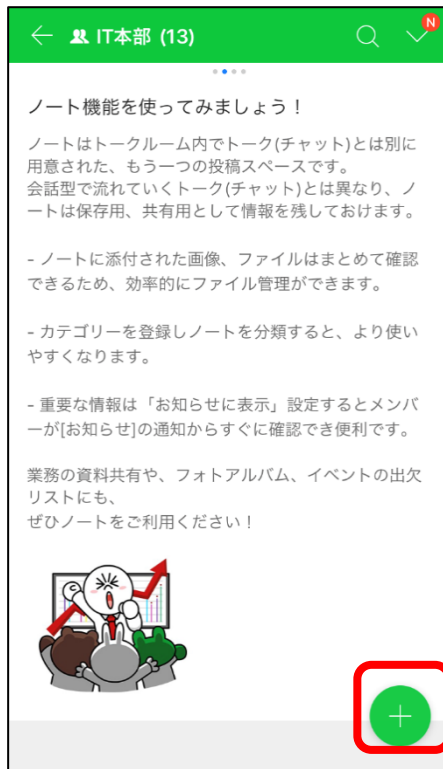 IT本部 (13)
N
ノート機能を使ってみましょう！
ノートはトークルーム内でトーク(チャット)とは別に
用意された、もう一つの投稿スペースです。
会話型で流れていくトーク(チャット)とは異なり、ノ
ートは保存用、共有用として情報を残しておけます。
- ノートに添付された画像、ファイルはまとめて確認
できるため、効率的にファイル管理ができます。
- カテゴリーを登録しノートを分類すると、より使い
やすくなります。
- 重要な情報は「お知らせに表示」設定するとメンバ
ーが[お知らせ]の通知からすぐに確認でき便利です。
業務の資料共有や、フォトアルバム、イベントの出欠
リストにも、
ぜひノートをご利用ください！